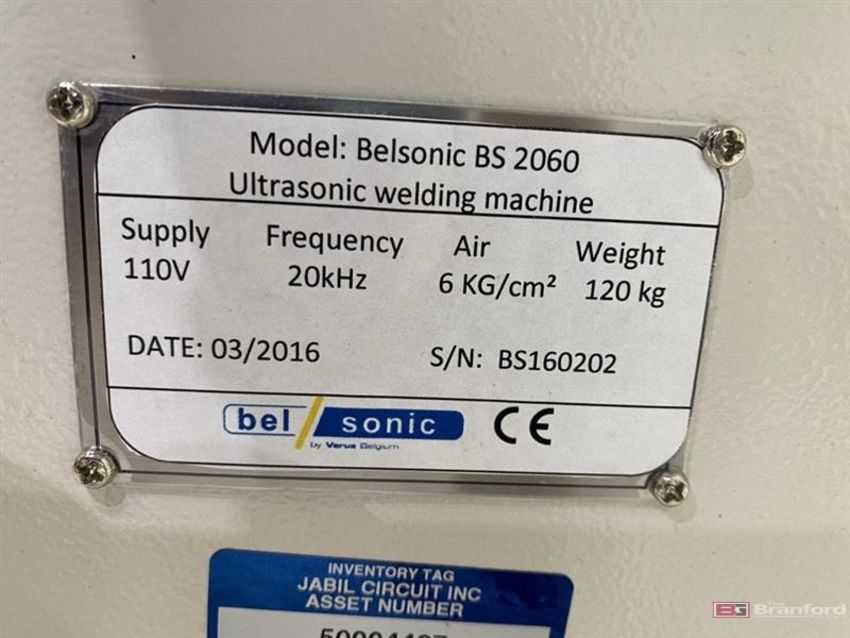 Model: Belsonic BS 2060
Ultrasonic welding machine
Supply Frequency Air Weight
110V 20kHz 6 KG/cm² 120 kg
DATE: 03/2016 S/N: BS160202
bel sonic CE
by Verus Belgium
INVENTORY TAG
JABIL CIRCUIT INC
ASSET NUMBER
BG Branford